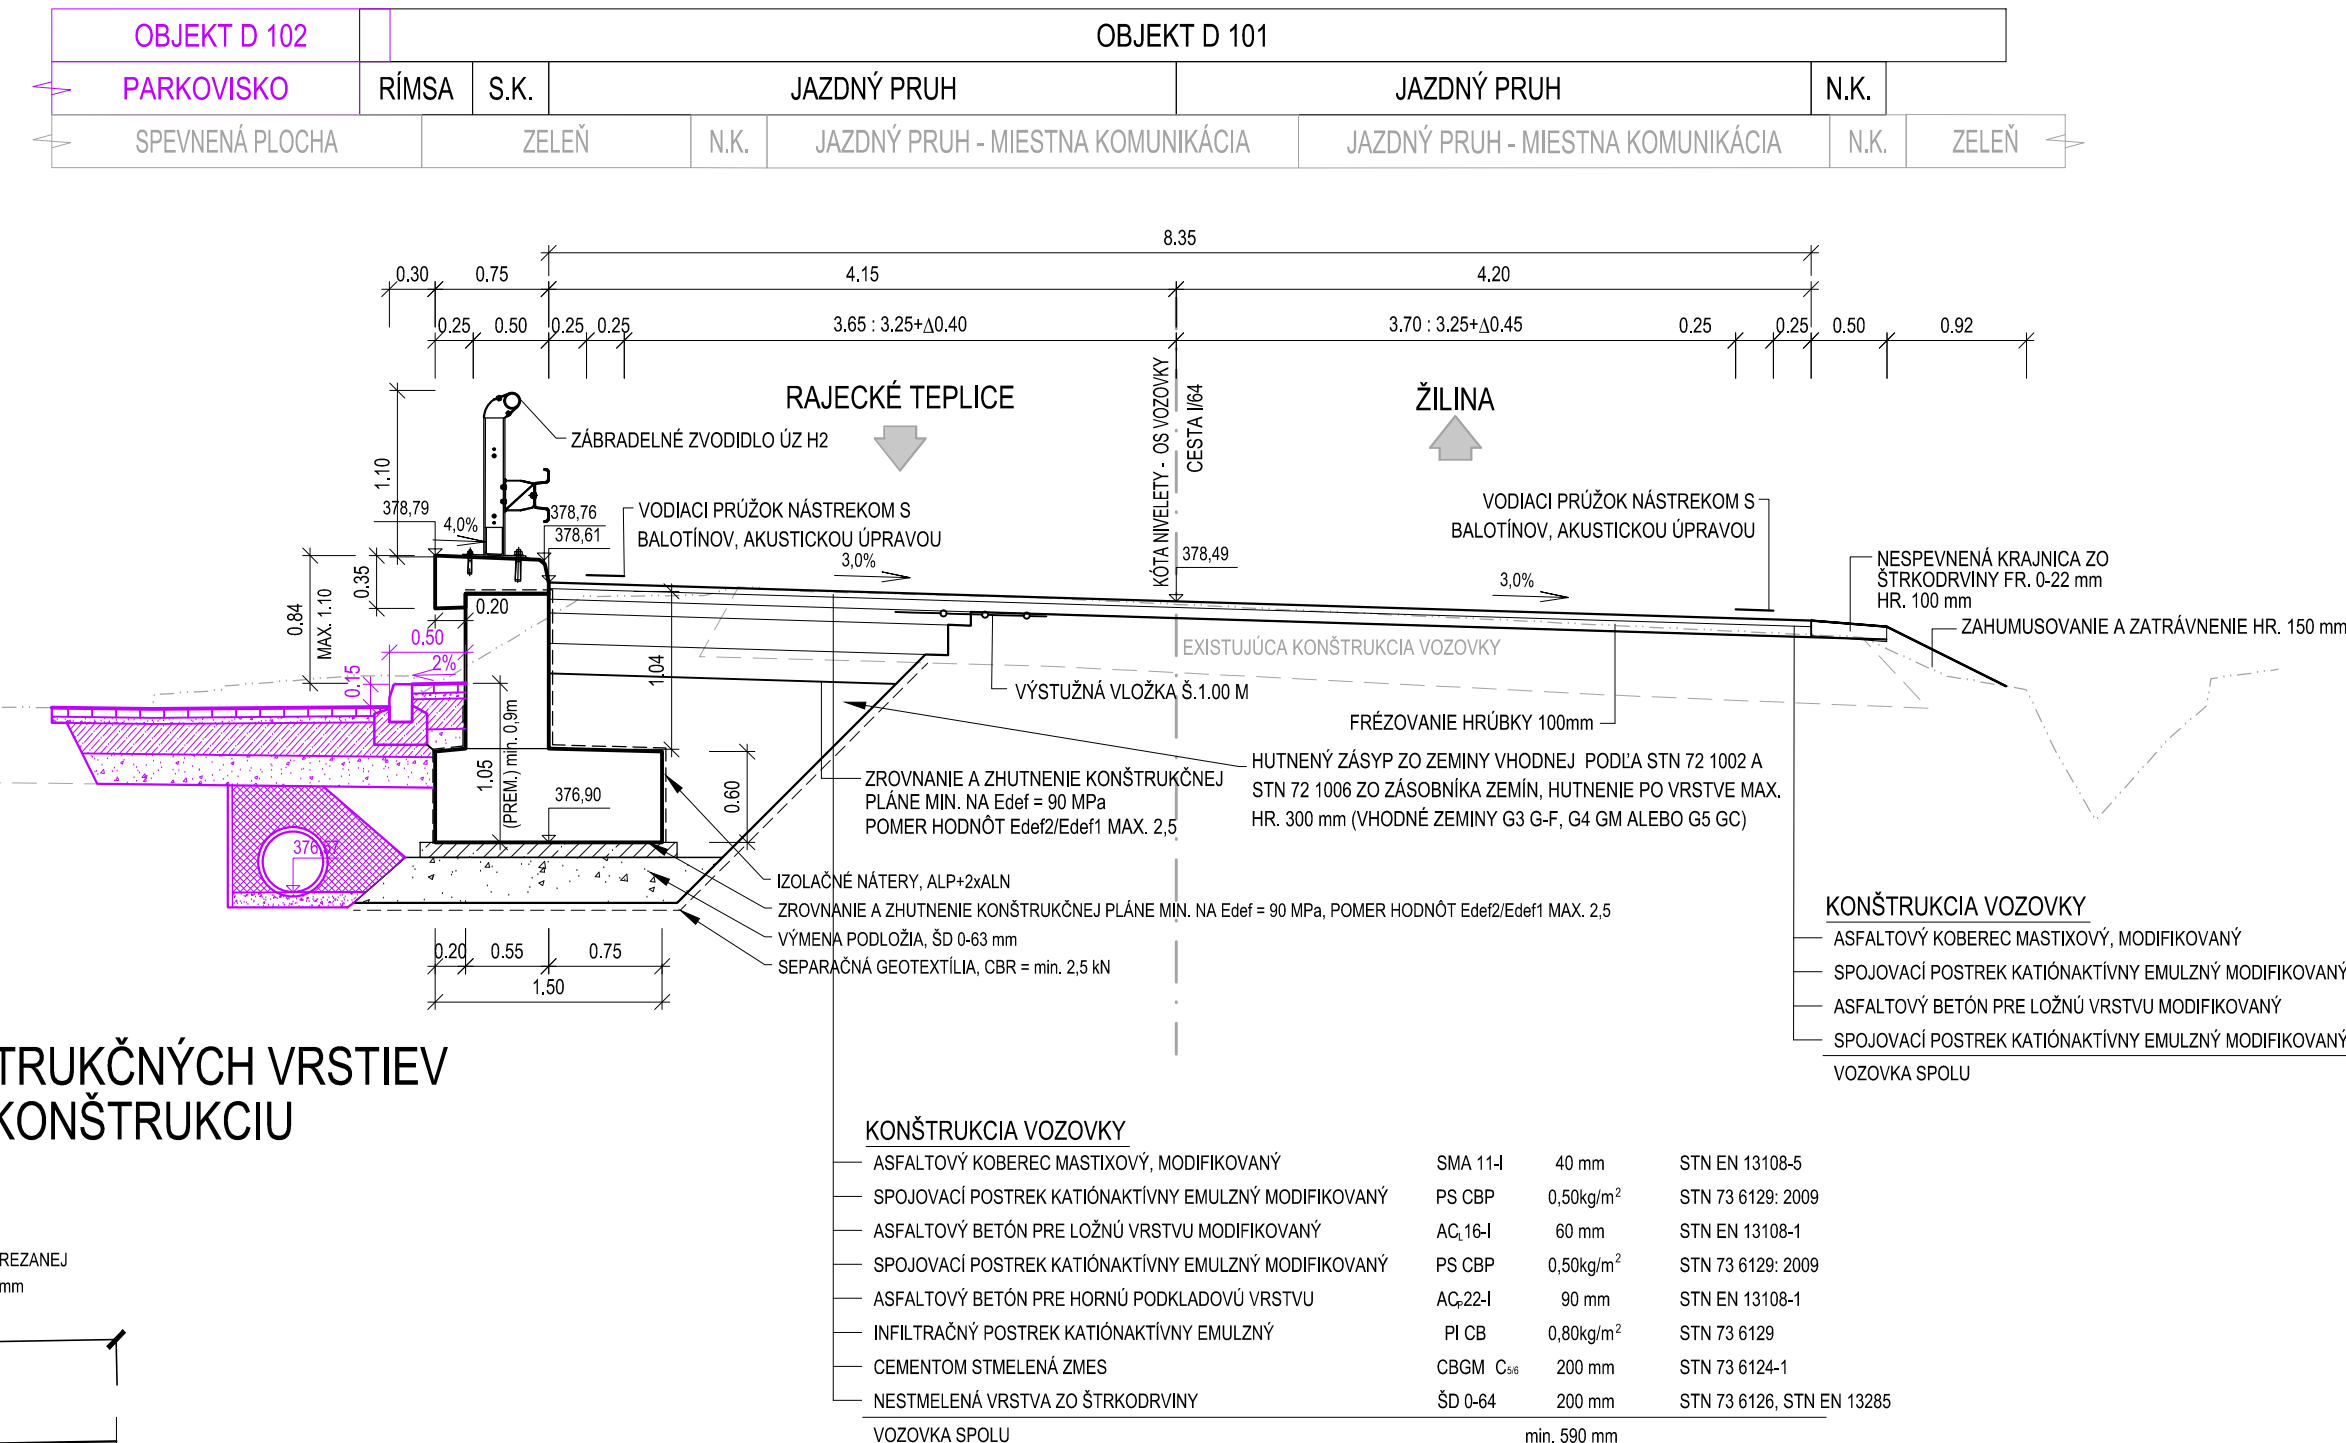 OBJEKT D 102
OBJEKT D 101
PARKOVISKO
RÍMSA
S.K.
JAZDNÝ PRUH
JAZDNÝ PRUH
N.K.
SPEVNENÁ PLOCHA
ZELEŇ
N.K.
JAZDNÝ PRUH - MIESTNA KOMUNIKÁCIA
JAZDNÝ PRUH - MIESTNA KOMUNIKÁCIA
N.K.
ZELEŇ
8.35
0.30
0.75
4.15
4.20
0.25
0.50
0.25
0.25
3.65 : 3.25+Δ0.40
3.70 : 3.25+Δ0.45
0.25
0.25
0.50
0.92
RAJECKÉ TEPLICE
ŽILINA
KÓTA NIVELETY - OS VOZOVKY
CESTA I/64
ZÁBRADELNÉ ZVODIDLO ÚZ H2
1.10
378,79
4,0%
378,76
378,61
VODIACI PRÚŽOK NÁSTREKOM S
BALOTÍNOV, AKUSTICKOU ÚPRAVOU
VODIACI PRÚŽOK NÁSTREKOM S
BALOTÍNOV, AKUSTICKOU ÚPRAVOU
3,0%
378,49
3,0%
NESPEVNENÁ KRAJNICA ZO
ŠTRKODRVINY FR. 0-22 mm
HR. 100 mm
ZAHUMUSOVANIE A ZATRÁVNENIE HR. 150 mm
0.84
MAX. 1.10
0.35
0.20
0.50
2%
0.15
1.04
EXISTUJÚCA KONŠTRUKCIA VOZOVKY
VÝSTUŽNÁ VLOŽKA Š.1.00 M
FRÉZOVANIE HRÚBKY 100mm
1.05
(PREM.) min. 0,9m
376,90
0.60
376,57
ZROVNANIE A ZHUTNENIE KONŠTRUKČNEJ
PLÁNE MIN. NA Edef = 90 MPa
POMER HODNÔT Edef2/Edef1 MAX. 2,5
HUTNENÝ ZÁSYP ZO ZEMINY VHODNEJ PODĽA STN 72 1002 A
STN 72 1006 ZO ZÁSOBNÍKA ZEMÍN, HUTNENIE PO VRSTVE MAX.
HR. 300 mm (VHODNÉ ZEMINY G3 G-F, G4 GM ALEBO G5 GC)
IZOLAČNÉ NÁTERY, ALP+2xALN
ZROVNANIE A ZHUTNENIE KONŠTRUKČNEJ PLÁNE MIN. NA Edef = 90 MPa, POMER HODNÔT Edef2/Edef1 MAX. 2,5
VÝMENA PODLOŽIA, ŠD 0-63 mm
SEPARAČNÁ GEOTEXTÍLIA, CBR = min. 2,5 kN
0.20
0.55
0.75
1.50
KONŠTRUKCIA VOZOVKY
ASFALTOVÝ KOBEREC MASTIXOVÝ, MODIFIKOVANÝ
SPOJOVACÍ POSTREK KATIÓNAKTÍVNY EMULZNÝ MODIFIKOVANÝ
ASFALTOVÝ BETÓN PRE LOŽNÚ VRSTVU MODIFIKOVANÝ
SPOJOVACÍ POSTREK KATIÓNAKTÍVNY EMULZNÝ MODIFIKOVANÝ
VOZOVKA SPOLU
TRUKČNÝCH VRSTIEV
KONŠTRUKCIU
REZANEJ
mm
KONŠTRUKCIA VOZOVKY
ASFALTOVÝ KOBEREC MASTIXOVÝ, MODIFIKOVANÝ SMA 11-I 40 mm STN EN 13108-5
SPOJOVACÍ POSTREK KATIÓNAKTÍVNY EMULZNÝ MODIFIKOVANÝ PS CBP 0,50kg/m² STN 73 6129: 2009
ASFALTOVÝ BETÓN PRE LOŽNÚ VRSTVU MODIFIKOVANÝ ACL16-I 60 mm STN EN 13108-1
SPOJOVACÍ POSTREK KATIÓNAKTÍVNY EMULZNÝ MODIFIKOVANÝ PS CBP 0,50kg/m² STN 73 6129: 2009
ASFALTOVÝ BETÓN PRE HORNÚ PODKLADOVÚ VRSTVU ACP22-I 90 mm STN EN 13108-1
INFILTRAČNÝ POSTREK KATIÓNAKTÍVNY EMULZNÝ PI CB 0,80kg/m² STN 73 6129
CEMENTOM STMELENÁ ZMES CBGM C5/6 200 mm STN 73 6124-1
NESTMELENÁ VRSTVA ZO ŠTRKODRVINY ŠD 0-64 200 mm STN 73 6126, STN EN 13285
VOZOVKA SPOLU min. 590 mm